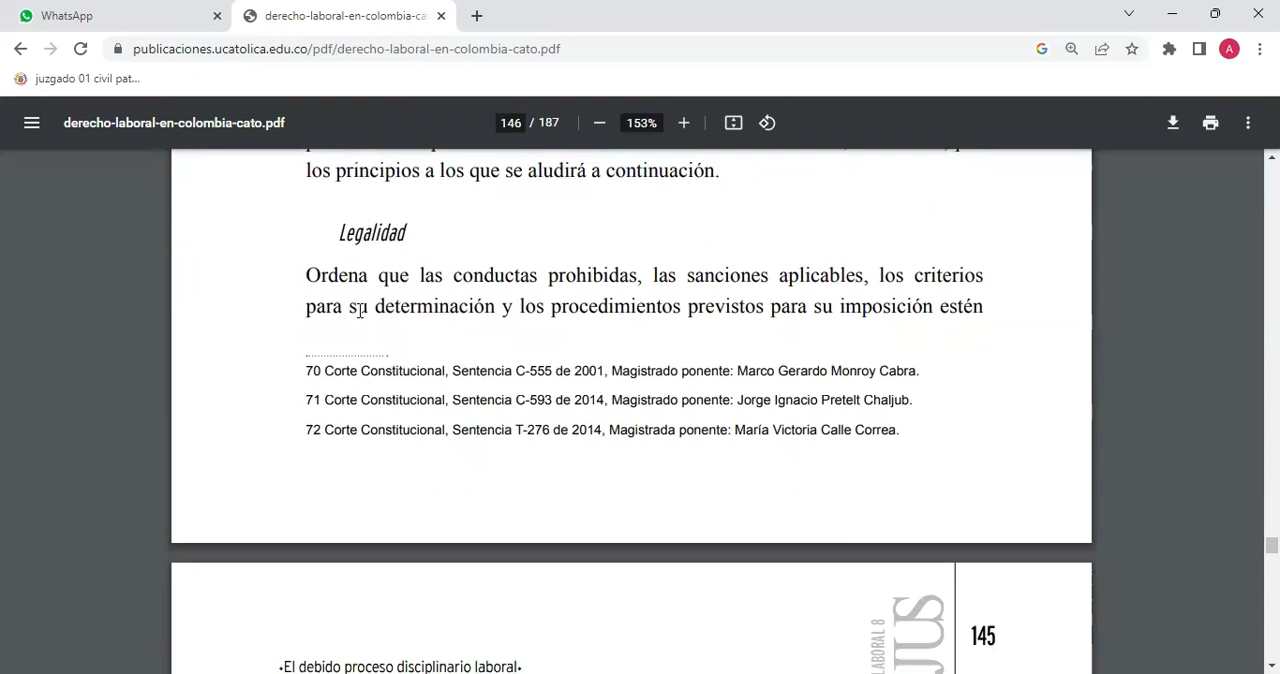 WhatsApp
derecho-laboral-en-colombia-ca
publicaciones.ucatolica.edu.co/pdf/derecho-laboral-en-colombia-cato.pdf
A
juzgado 01 civil pat...
derecho-laboral-en-colombia-cato.pdf
146 / 187
153%
los principios a los que se aludirá a continuación.
Legalidad
Ordena que las conductas prohibidas, las sanciones aplicables, los criterios
para su determinación y los procedimientos previstos para su imposición estén
70 Corte Constitucional, Sentencia C-555 de 2001, Magistrado ponente: Marco Gerardo Monroy Cabra.
71 Corte Constitucional, Sentencia C-593 de 2014, Magistrado ponente: Jorge Ignacio Pretelt Chaljub.
72 Corte Constitucional, Sentencia T-276 de 2014, Magistrada ponente: María Victoria Calle Correa.
LABORAL 8
JUS
145
•El debido proceso disciplinario laboral•